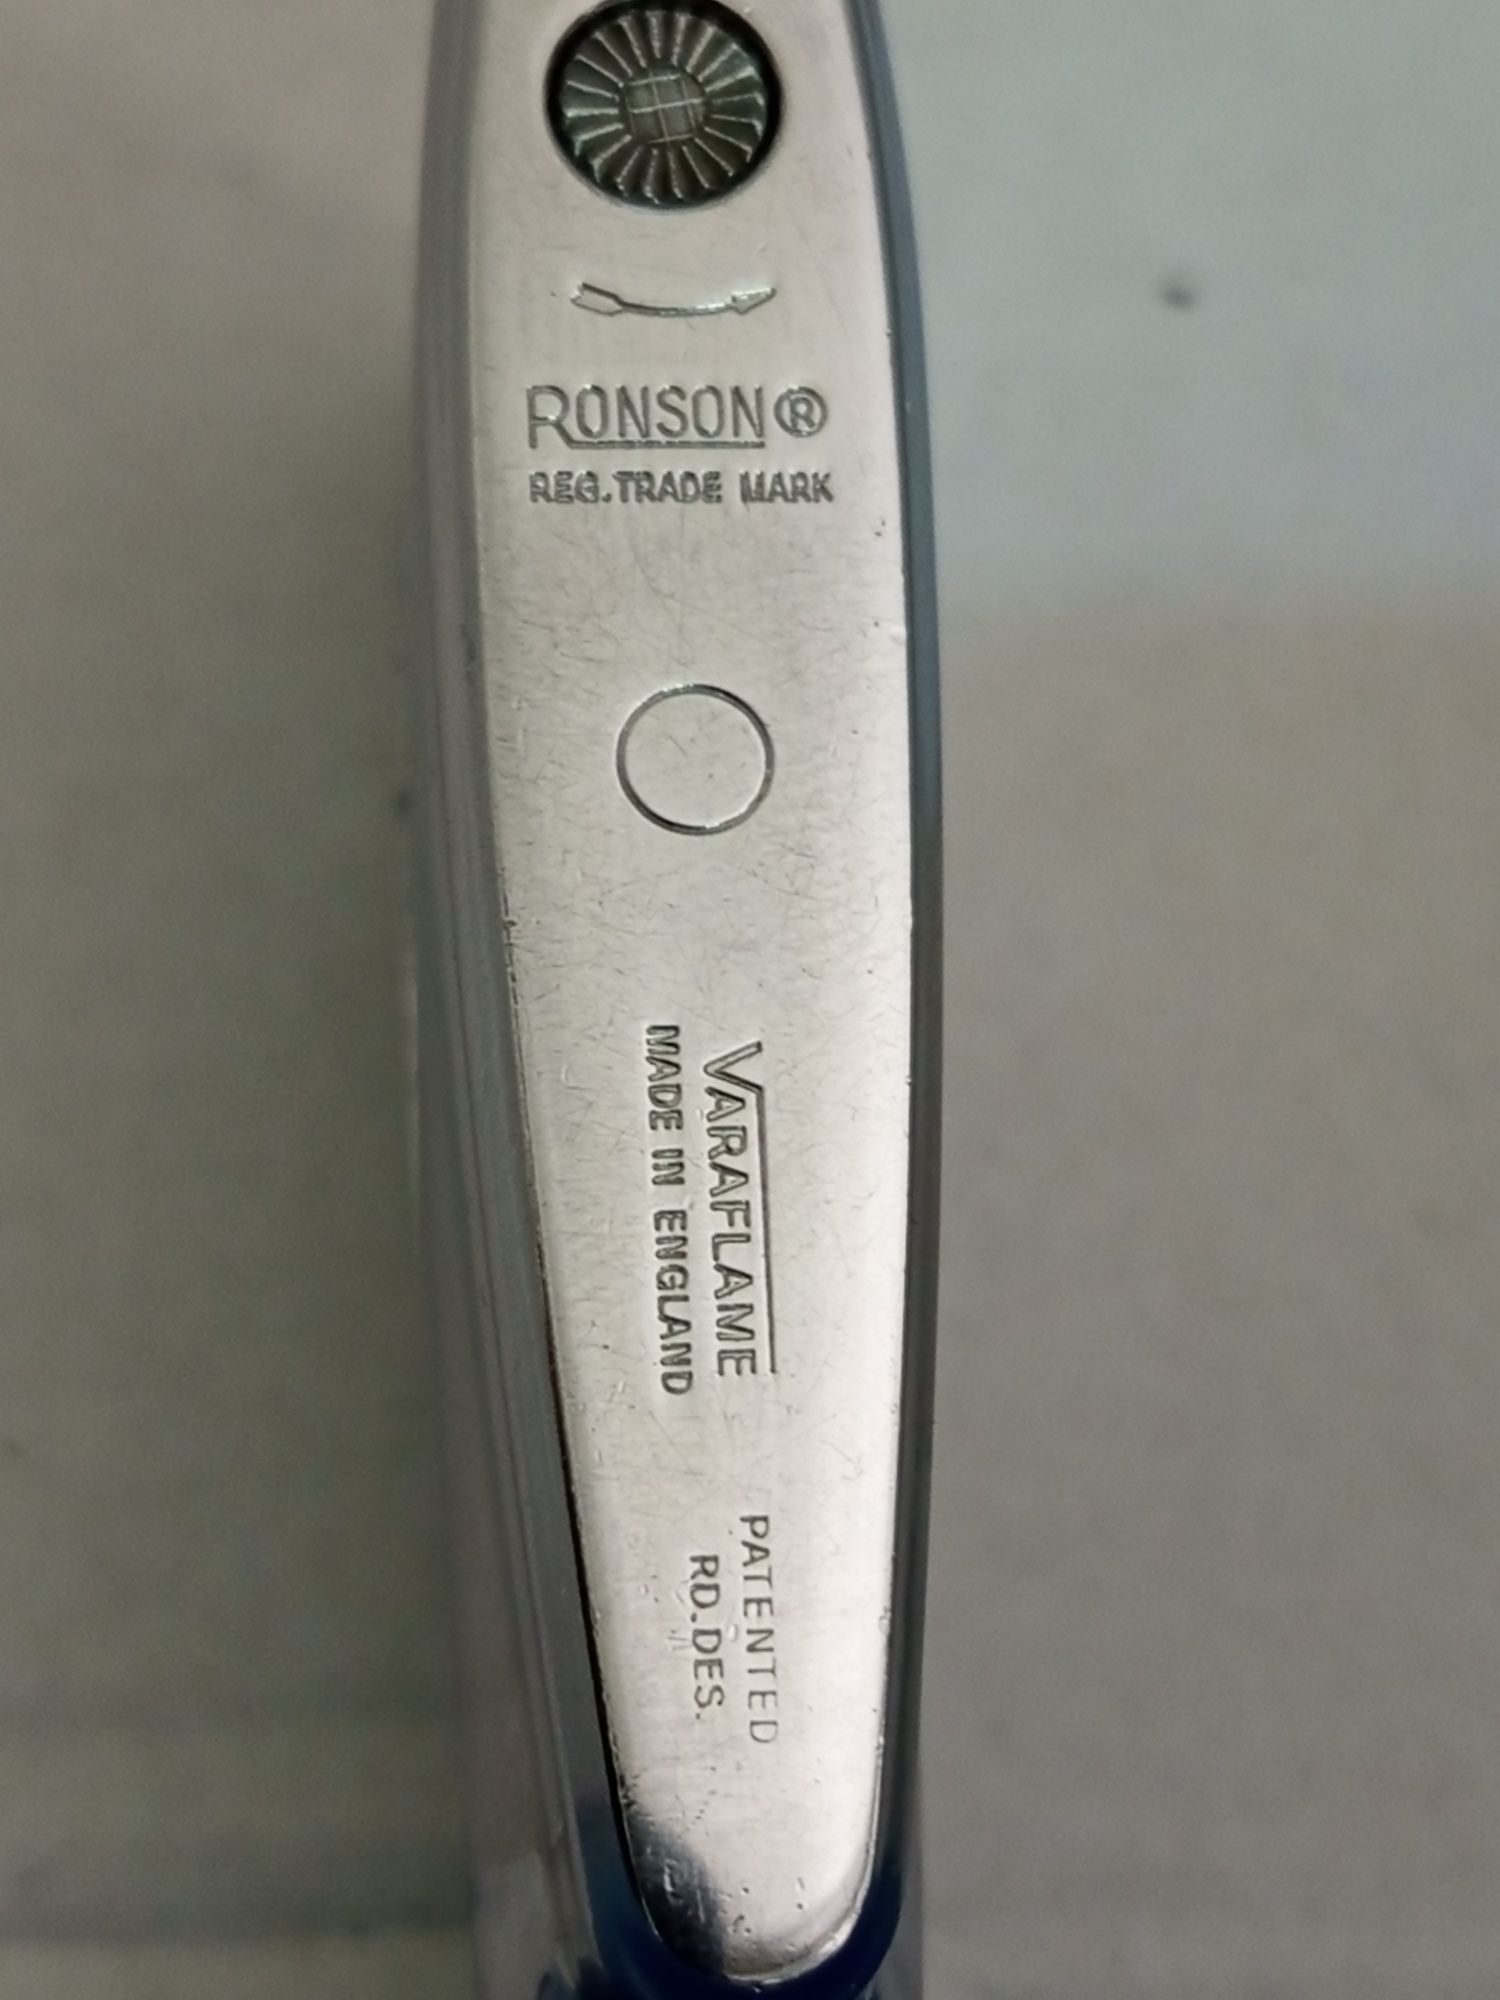 RONSON®
REG. TRADE MARK
VARAFLAME
MADE IN ENGLAND
PATENTED
RD. DES.